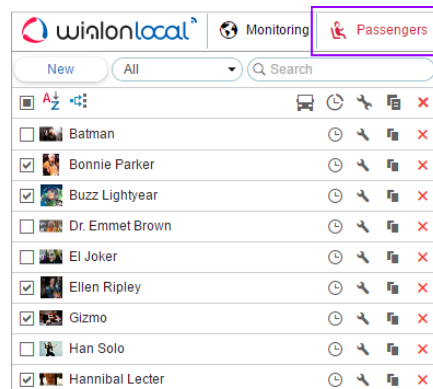 wialonlocal Monitoring Passengers
New All Search
Batman
Bonnie Parker
Buzz Lightyear
Dr. Emmet Brown
El Joker
Ellen Ripley
Gizmo
Han Solo
Hannibal Lecter